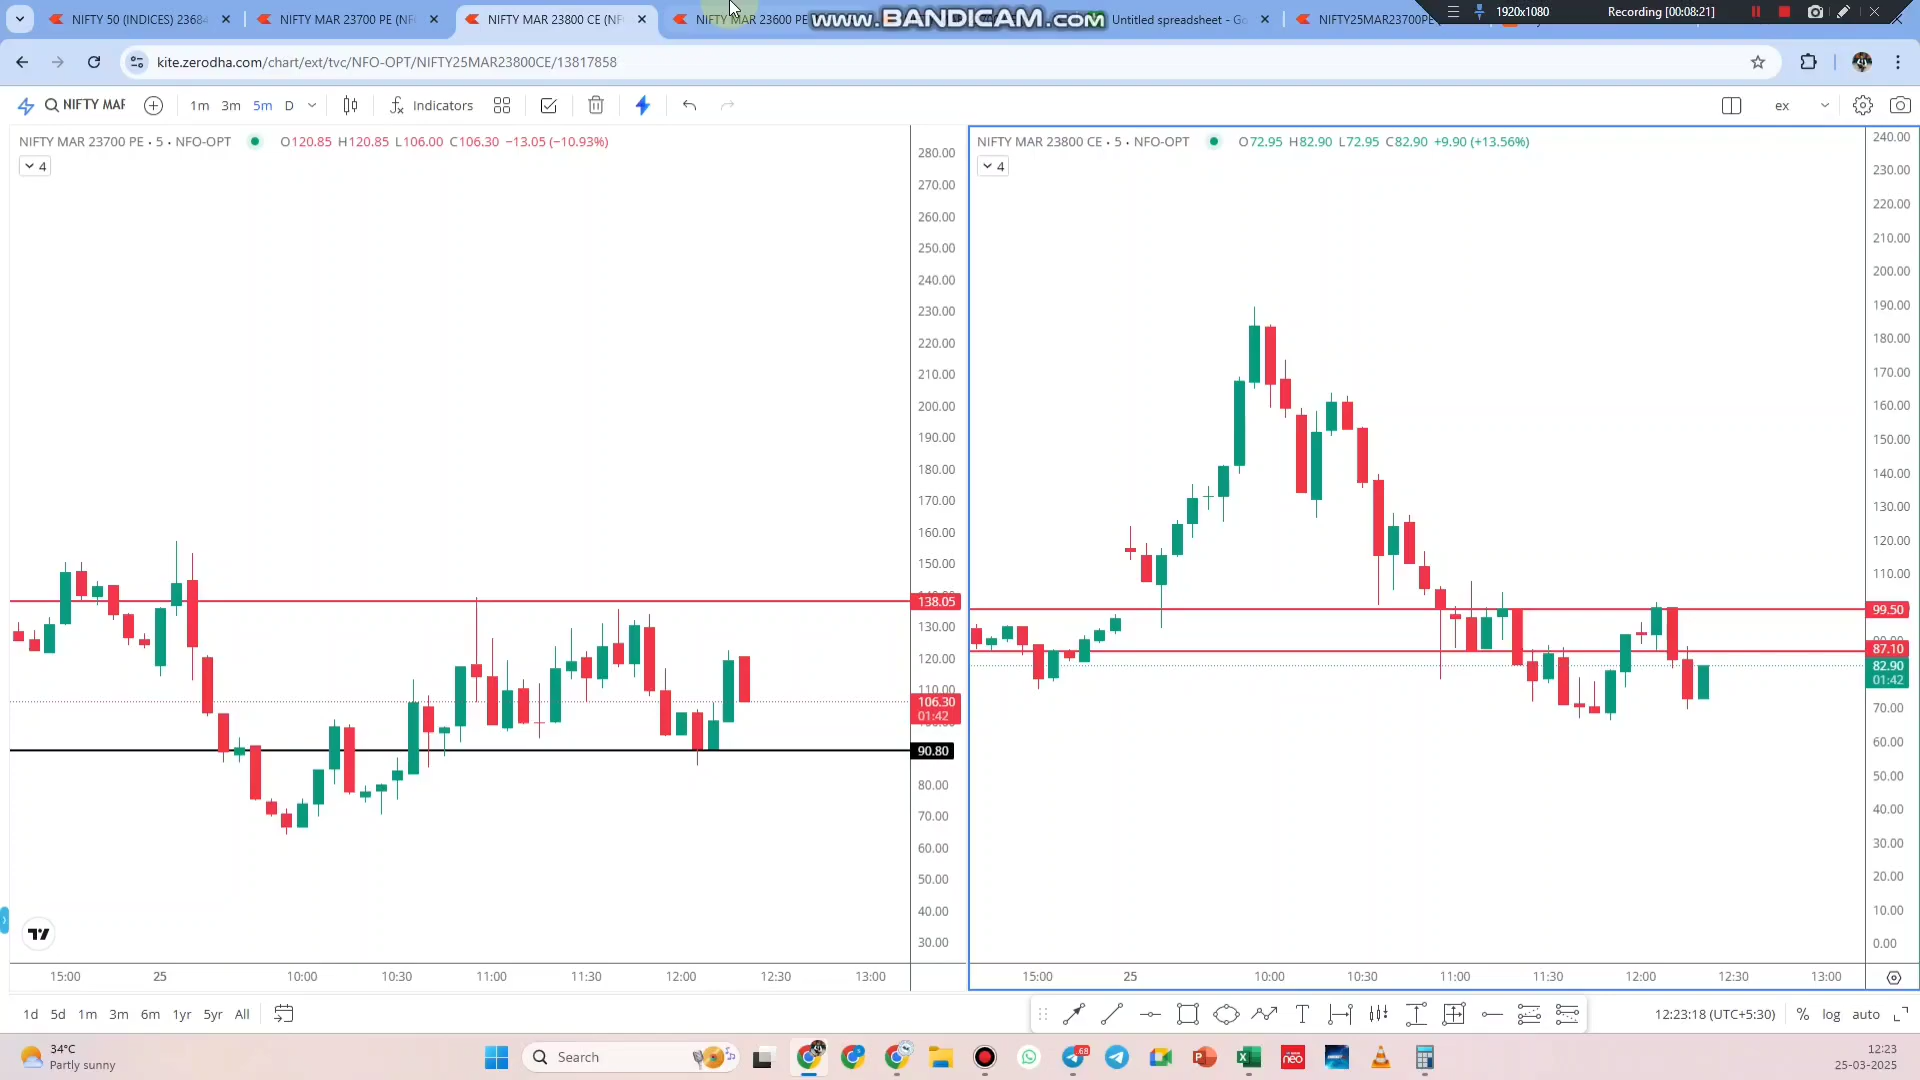 NIFTY 50 (INDICES) 23684
NIFTY MAR 23700 PE (NF
NIFTY MAR 23800 CE (NF
NIFTY MAR 23600 PE
www.BANDICAM.com
Untitled spreadsheet - Go
NIFTY25MAR23700PE
1920x1080
Recording [00:08:21]
kite.zerodha.com/chart/ext/tvc/NFO-OPT/NIFTY25MAR23800CE/13817858
NIFTY MAR
1m 3m 5m D
Indicators
ex
NIFTY MAR 23700 PE • 5 • NFO-OPT O120.85 H120.85 L106.00 C106.30 −13.05 (−10.93%)
4
280.00
270.00
260.00
250.00
240.00
230.00
220.00
210.00
200.00
190.00
180.00
170.00
160.00
150.00
138.05
130.00
120.00
110.00
106.30
01:42
90.80
80.00
70.00
60.00
50.00
40.00
30.00
15:00 25 10:00 10:30 11:00 11:30 12:00 12:30 13:00
NIFTY MAR 23800 CE • 5 • NFO-OPT O72.95 H82.90 L72.95 C82.90 +9.90 (+13.56%)
4
240.00
230.00
220.00
210.00
200.00
190.00
180.00
170.00
160.00
150.00
140.00
130.00
120.00
110.00
99.50
87.10
82.90
01:42
70.00
60.00
50.00
40.00
30.00
20.00
10.00
0.00
15:00 25 10:00 10:30 11:00 11:30 12:00 12:30 13:00
1d 5d 1m 3m 6m 1yr 5yr All
12:23:18 (UTC+5:30) % log auto
34°C
Partly sunny
Search
68
neo
12:23
25-03-2025